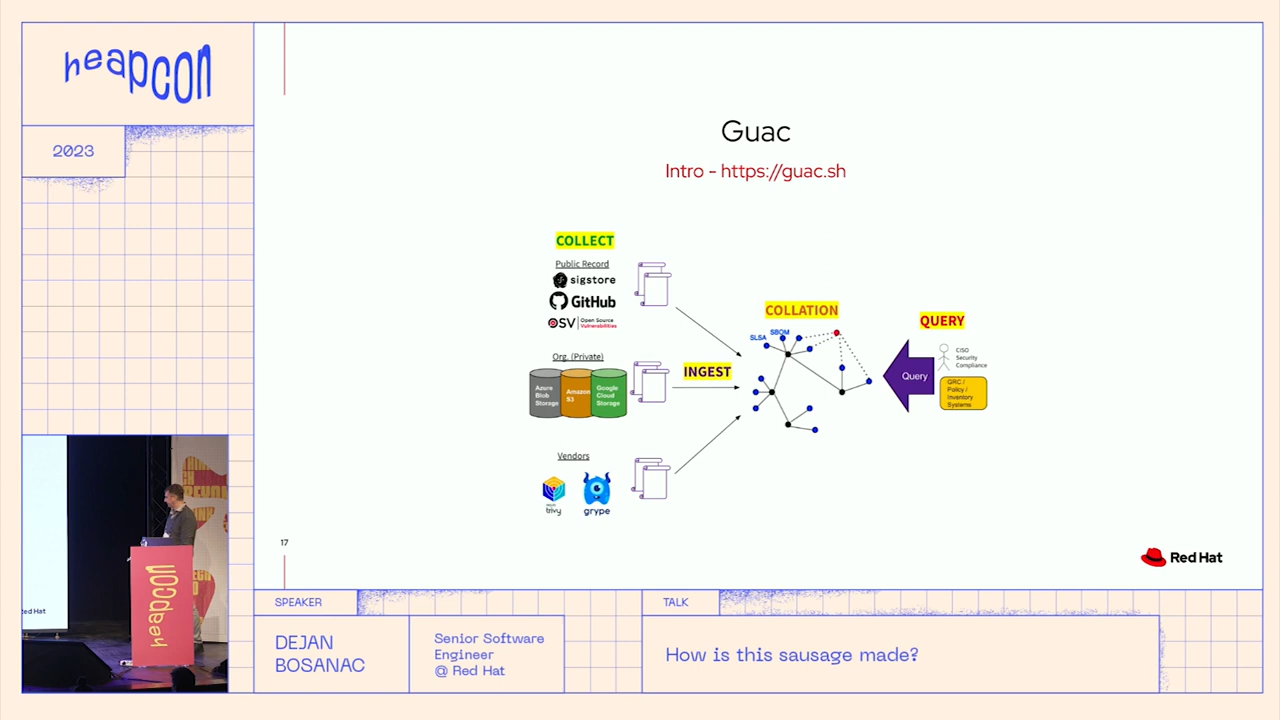 heapcon
2023
Guac
Intro - https://guac.sh
COLLECT
Public Record
sigstore
GitHub
OSV Open Source Vulnerabilities
Org. (Private)
Azure Blob Storage
Amazon S3
Google Cloud Storage
Vendors
trivy
grype
INGEST
COLLATION
SLSA
SBOM
QUERY
Query
CISO
Security
Compliance
GRC /
Policy /
Inventory
Systems
17
Red Hat
heapcon
SPEAKER
DEJAN
BOSANAC
Senior Software
Engineer
@ Red Hat
TALK
How is this sausage made?